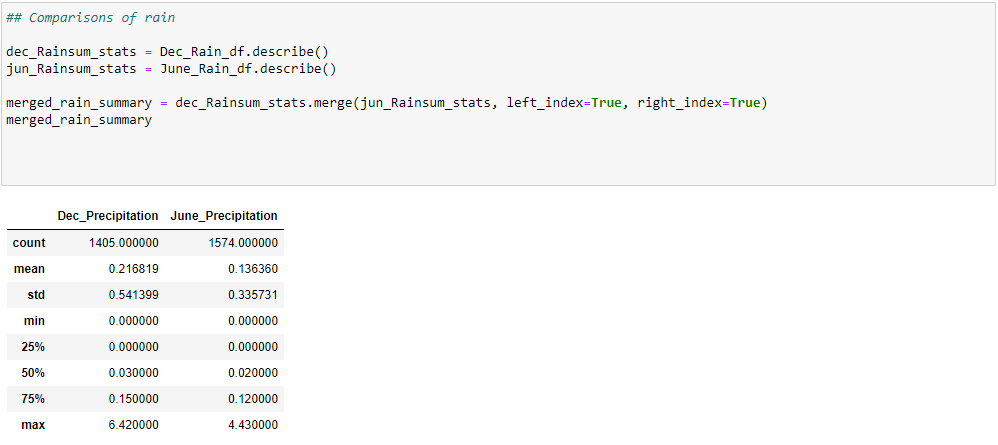 ## Comparisons of rain
dec_Rainsum_stats = Dec_Rain_df.describe()
jun_Rainsum_stats = June_Rain_df.describe()
merged_rain_summary = dec_Rainsum_stats.merge(jun_Rainsum_stats, left_index=True, right_index=True)
merged_rain_summary
Dec_Precipitation June_Precipitation
count 1405.000000 1574.000000
mean 0.216819 0.136360
std 0.541399 0.335731
min 0.000000 0.000000
25% 0.000000 0.000000
50% 0.030000 0.020000
75% 0.150000 0.120000
max 6.420000 4.430000